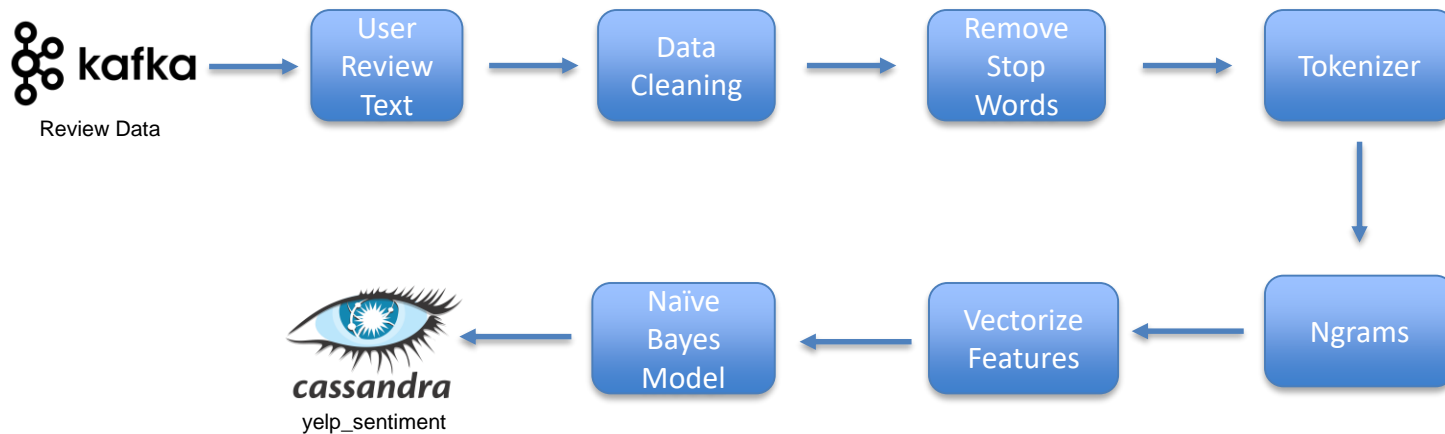 kafka
Review Data
User
Review
Text
Data
Cleaning
Remove
Stop
Words
Tokenizer
Ngrams
Vectorize
Features
Naïve
Bayes
Model
cassandra
yelp_sentiment